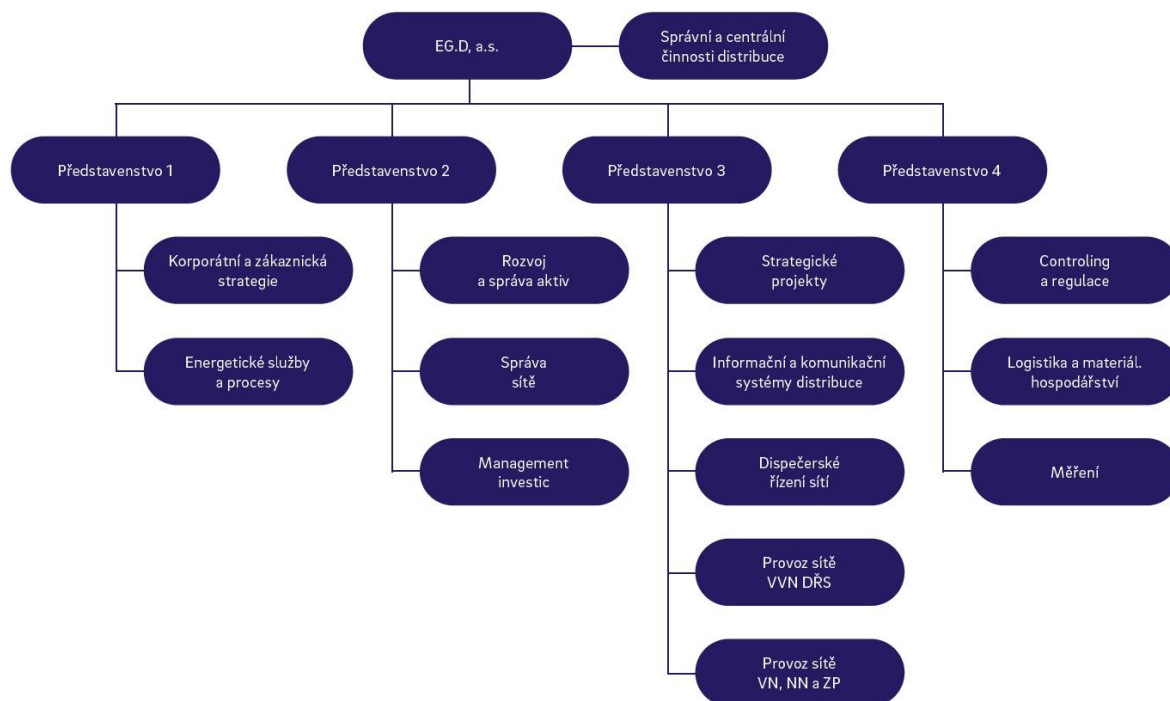 EG.D, a.s.
Správní a centrální
činnosti distribuce
Představenstvo 1
Představenstvo 2
Představenstvo 3
Představenstvo 4
Korporátní a zákaznická
strategie
Rozvoj
a správa aktiv
Strategické
projekty
Controling
a regulace
Energetické služby
a procesy
Správa
sítě
Informační a komunikační
systémy distribuce
Logistika a materiál.
hospodářství
Management
investic
Dispečerské
řízení sítí
Měření
Provoz sítě
VVN DŘS
Provoz sítě
VN, NN a ZP